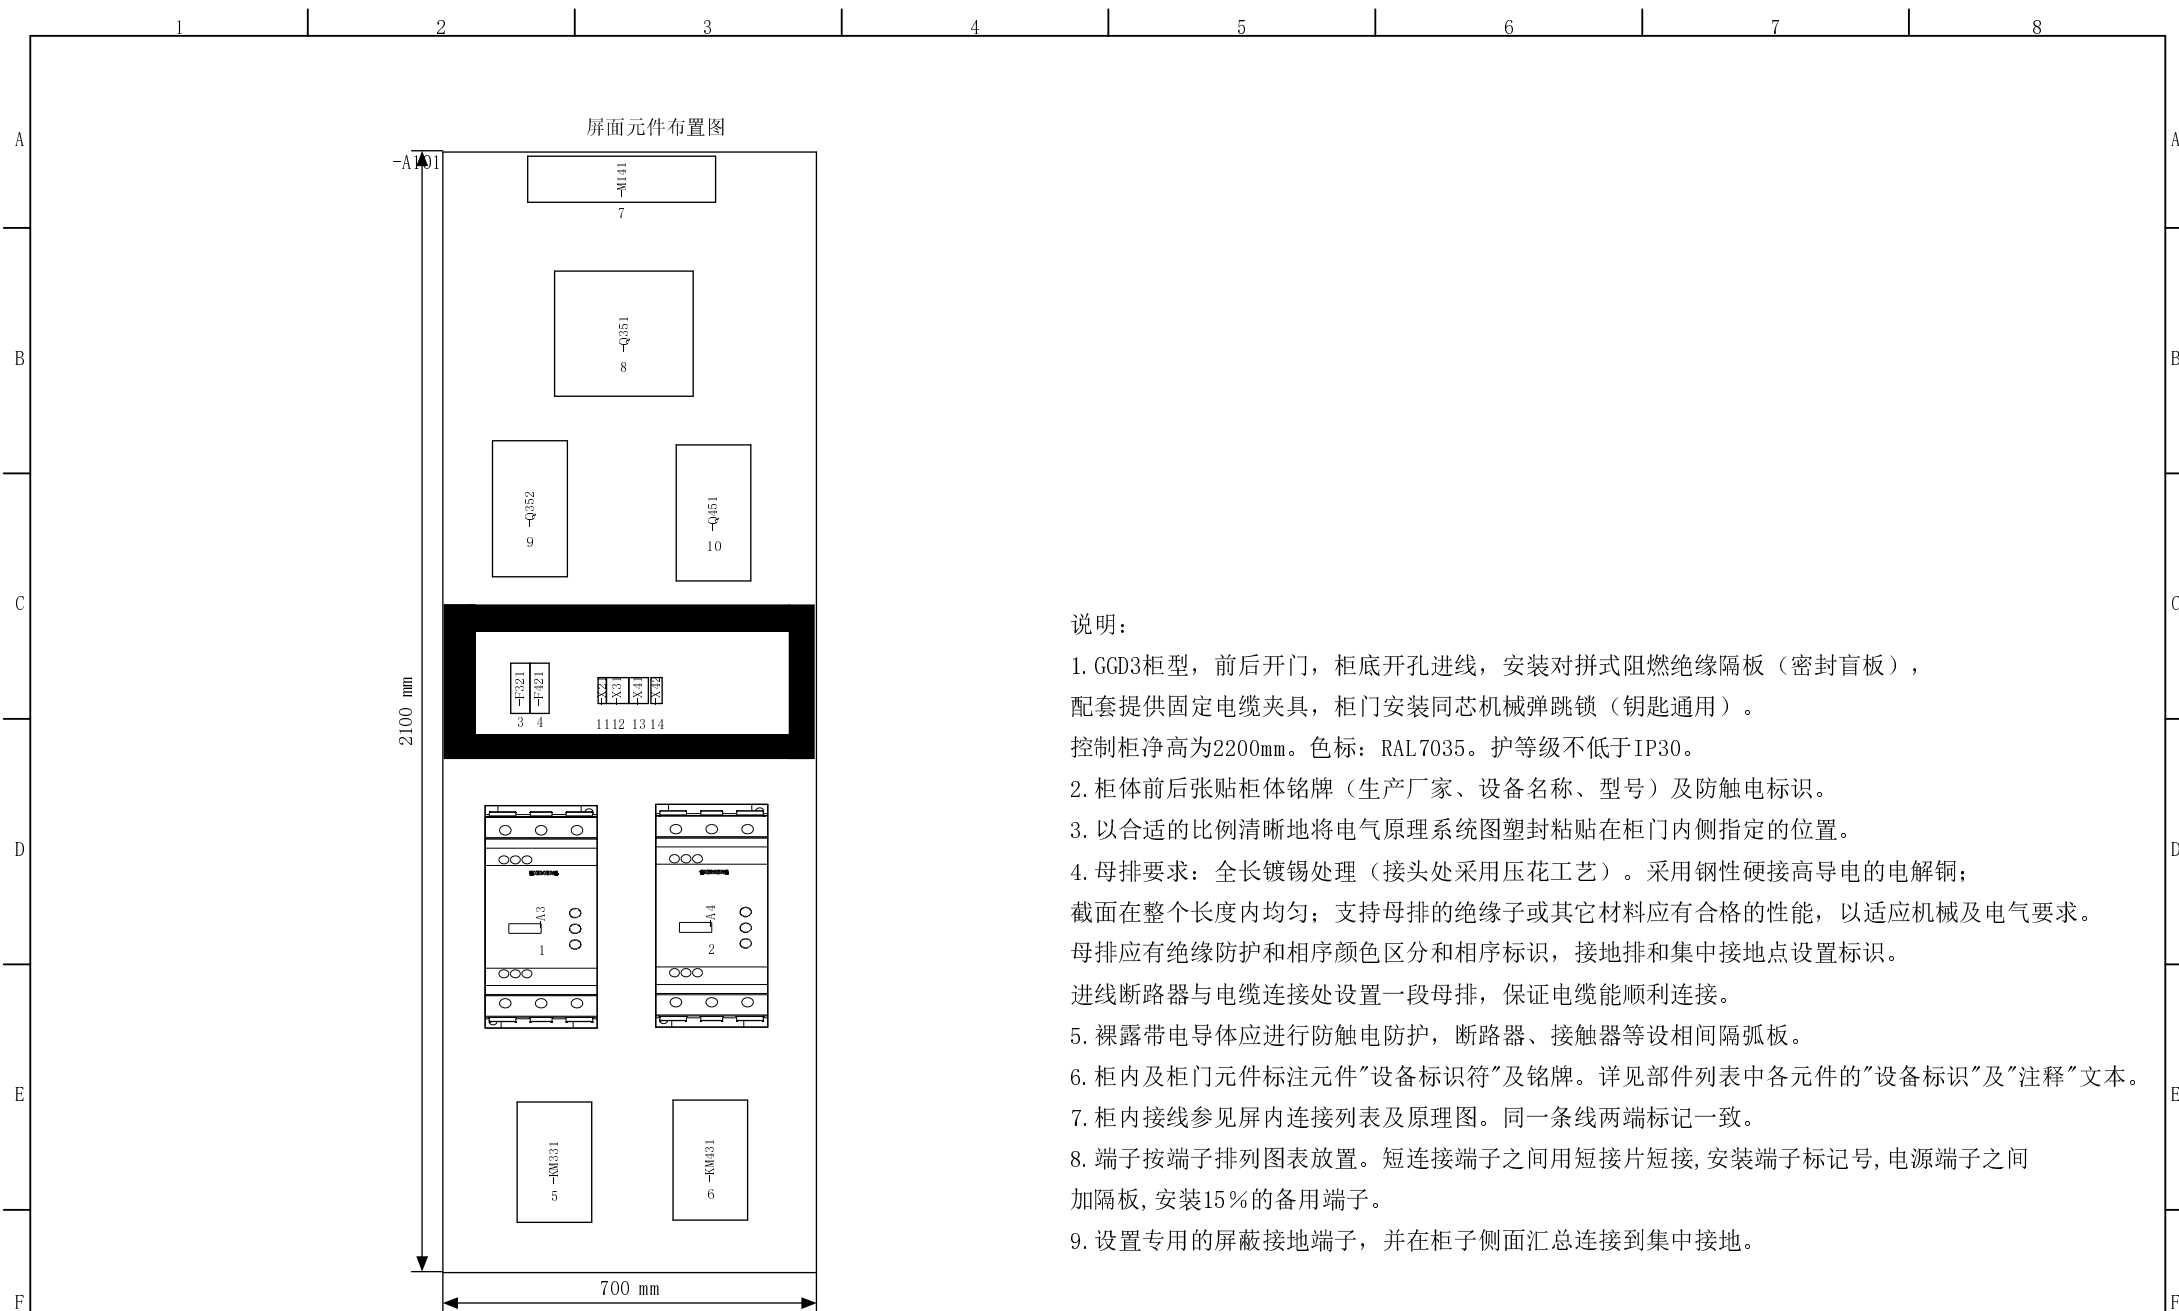 1 2 3 4 5 6 7 8
屏面元件布置图
A A
-A101
-M141
7
-Q351
B 8 B
-Q352 -Q451
9 10
C C
说明：
1.GGD3柜型，前后开门，柜底开孔进线，安装对拼式阻燃绝缘隔板（密封盲板），
配套提供固定电缆夹具，柜门安装同芯机械弹跳锁（钥匙通用）。
控制柜净高为2200mm。色标：RAL7035。护等级不低于IP30。
2.柜体前后张贴柜体铭牌（生产厂家、设备名称、型号）及防触电标识。
3.以合适的比例清晰地将电气原理系统图塑封粘贴在柜门内侧指定的位置。
4.母排要求：全长镀锡处理（接头处采用压花工艺）。采用钢性硬接高导电的电解铜；
截面在整个长度内均匀；支持母排的绝缘子或其它材料应有合格的性能，以适应机械及电气要求。
母排应有绝缘防护和相序颜色区分和相序标识，接地排和集中接地点设置标识。
进线断路器与电缆连接处设置一段母排，保证电缆能顺利连接。
5.裸露带电导体应进行防触电防护，断路器、接触器等设相间隔弧板。
6.柜内及柜门元件标注元件"设备标识符"及铭牌。详见部件列表中各元件的"设备标识"及"注释"文本。
7.柜内接线参见屏内连接列表及原理图。同一条线两端标记一致。
8.端子按端子排列图表放置。短连接端子之间用短接片短接,安装端子标记号,电源端子之间
加隔板,安装15%的备用端子。
9.设置专用的屏蔽接地端子，并在柜子侧面汇总连接到集中接地。
-F321 -F421 -X21 -X31 -X41 -X42
3 4 11 12 13 14
2100 mm
D D
SIEMENS SIEMENS
-A3 -A4
1 2
E E
-KM331 -KM431
5 6
700 mm
F F